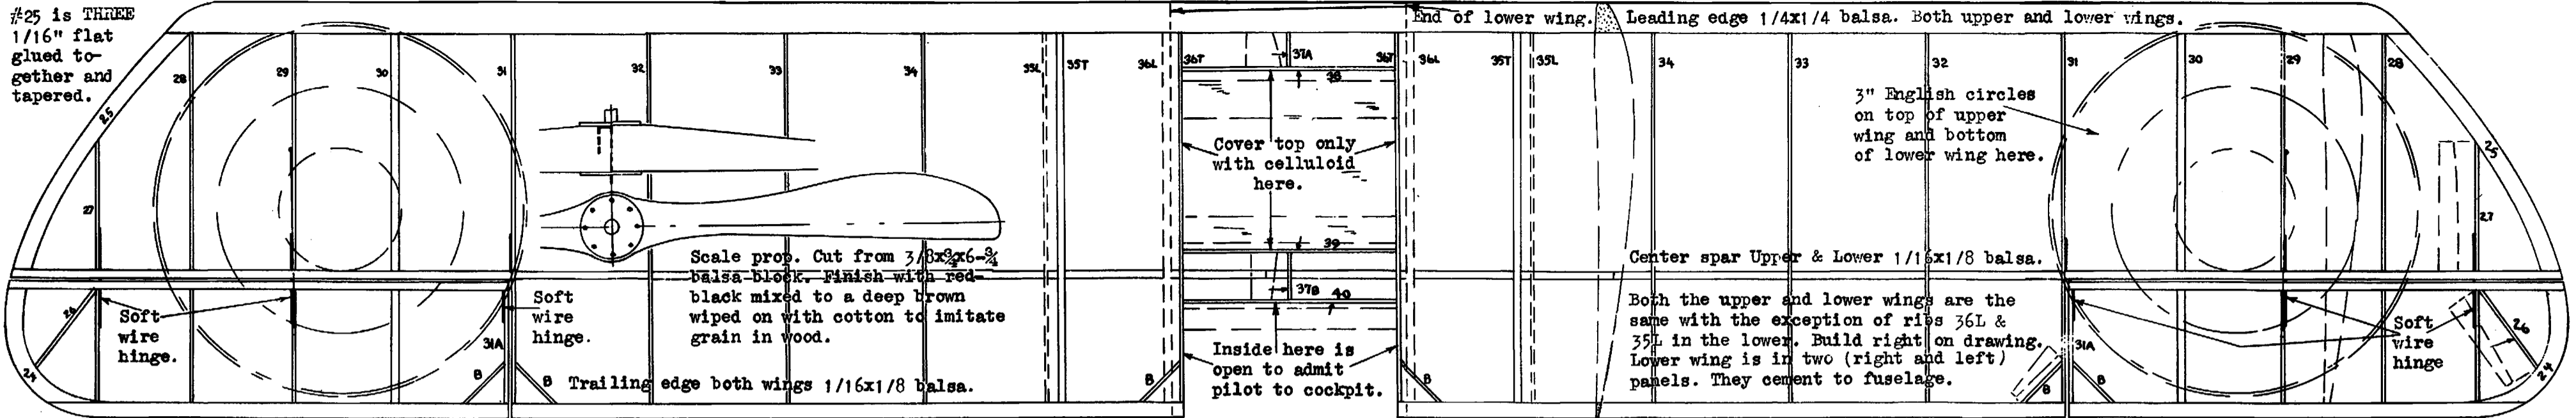 #25 is THREE
1/16" flat
glued to-
gether and
tapered.
End of lower wing.
Leading edge 1/4x1/4 balsa. Both upper and lower wings.
28
29
30
31
32
33
34
35L
35T
36L
36T
37A
36T
36L
35T
35L
34
33
32
31
30
29
28
38
25
27
3" English circles
on top of upper
wing and bottom
of lower wing here.
Cover top only
with celluloid
here.
25
27
39
Scale prop. Cut from 3/8x3/4x6-3/4
balsa block. Finish with red-
black mixed to a deep brown
wiped on with cotton to imitate
grain in wood.
Center spar Upper & Lower 1/16x1/8 balsa.
37B
40
Soft
wire
hinge.
Soft
wire
hinge.
Both the upper and lower wings are the
same with the exception of ribs 36L &
35L in the lower. Build right on drawing.
Lower wing is in two (right and left)
panels. They cement to fuselage.
Soft
wire
hinge
26
26
31A
31A
Inside here is
open to admit
pilot to cockpit.
24
B
B
Trailing edge both wings 1/16x1/8 balsa.
B
B
B
B
24